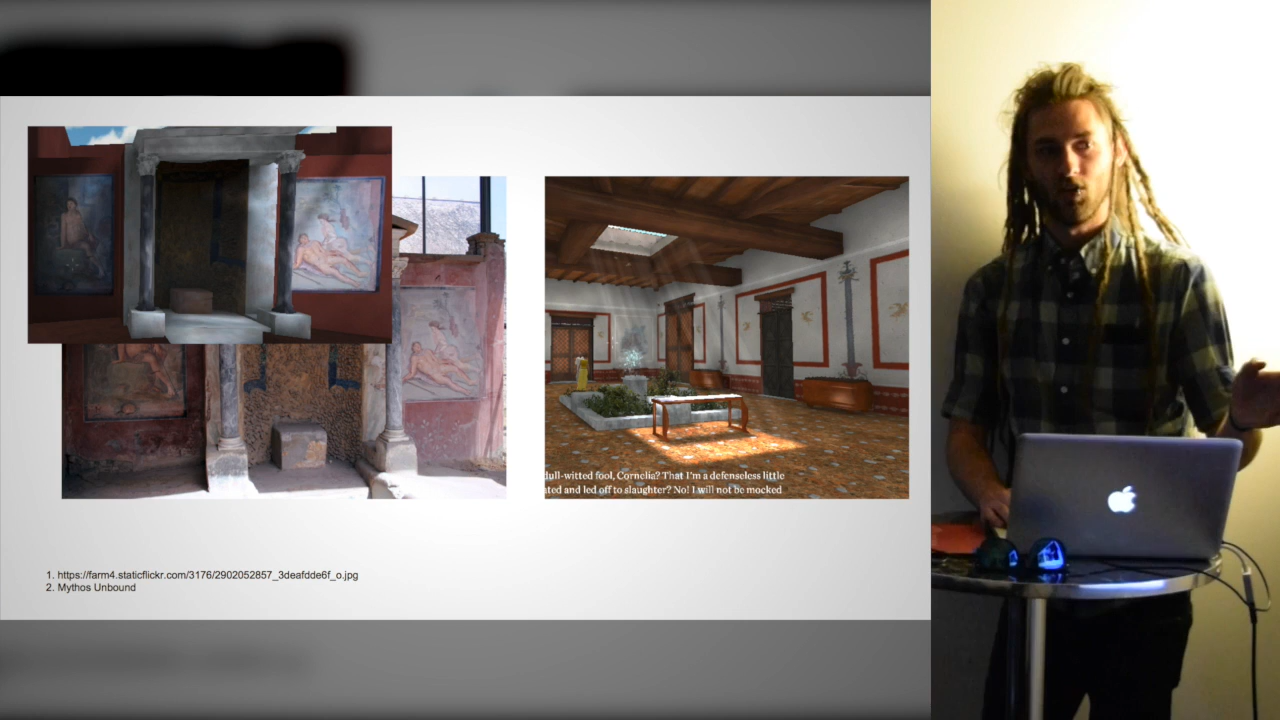 dull-witted fool, Cornelia? That I'm a defenseless little
ated and led off to slaughter? No! I will not be mocked
1. https://farm4.staticflickr.com/3176/2902052857_3deafdde6f_o.jpg
2. Mythos Unbound